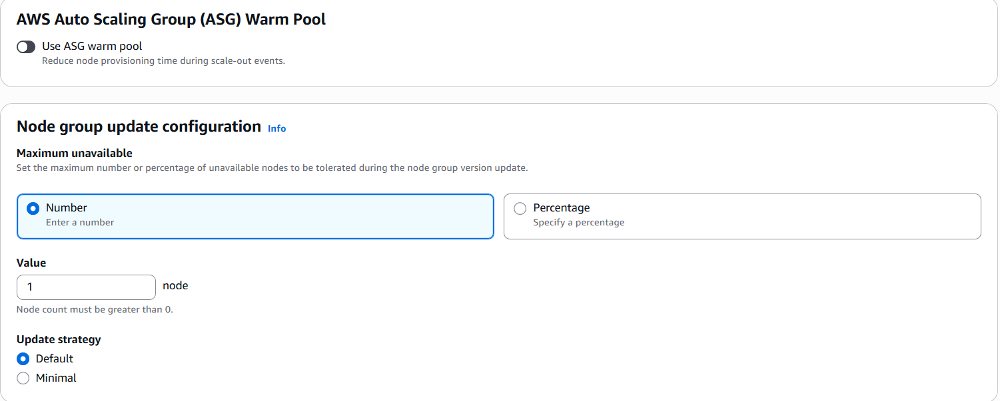 AWS Auto Scaling Group (ASG) Warm Pool
Use ASG warm pool
Reduce node provisioning time during scale-out events.
Node group update configuration Info
Maximum unavailable
Set the maximum number or percentage of unavailable nodes to be tolerated during the node group version update.
Number
Enter a number
Percentage
Specify a percentage
Value
1 node
Node count must be greater than 0.
Update strategy
Default
Minimal